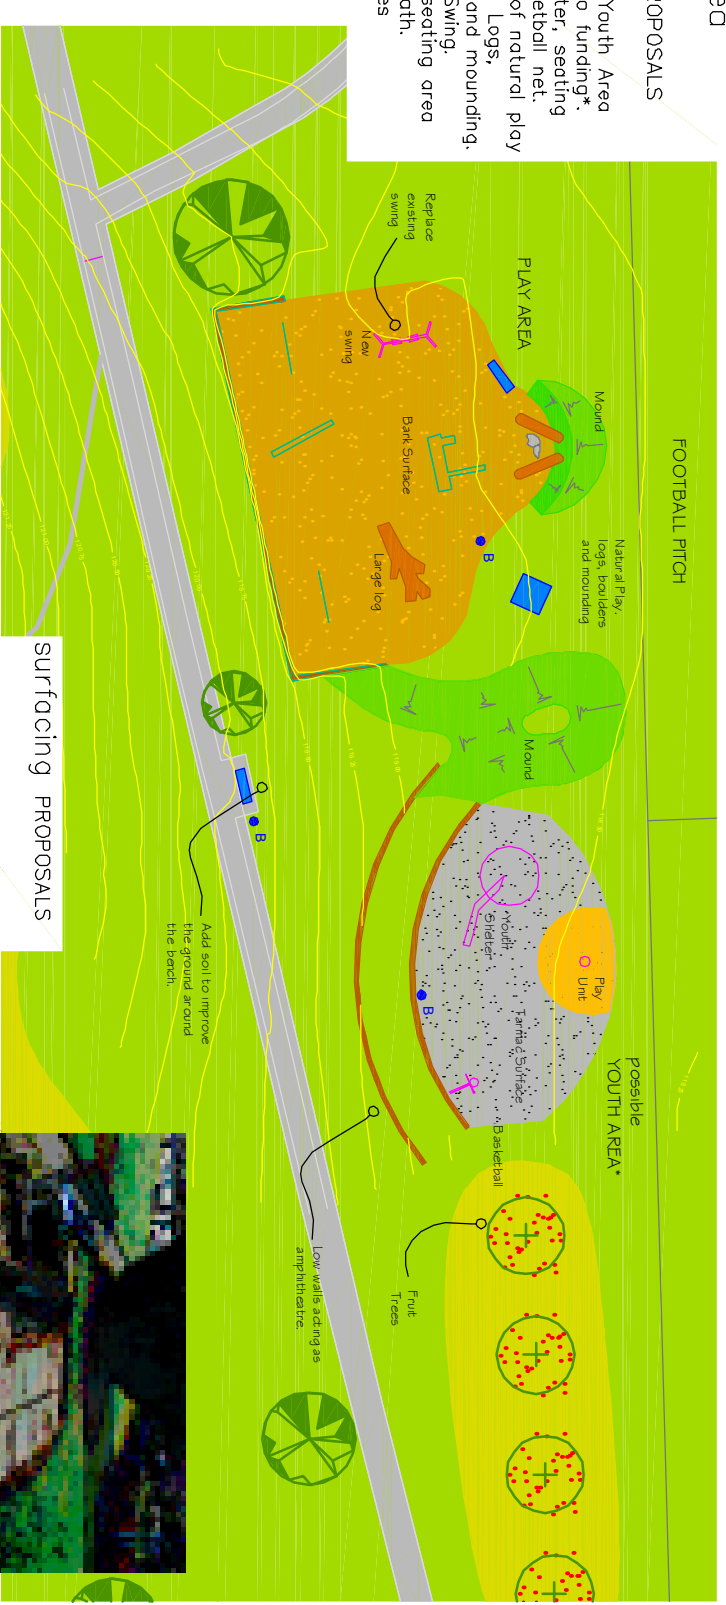 ed
ROPOSALS
Youth Area
o funding*.
ter, seating
etball net.
of natural play
Logs,
and mounding.
Swing.
seating area
ath.
es
FOOTBALL PITCH
PLAY AREA
Replace
existing
swing
New
swing
Mound
Bark Surface
Natural Play.
logs, boulders
and mounding
B
Large log
Mound
surfacing PROPOSALS
B
Add soil to improve
the ground around
the bench.
Youth
Shelter
Play
Unit
B
Tarmac Surface
possible
YOUTH AREA*
Basketball
Low walls acting as
amphitheatre.
Fruit
Trees